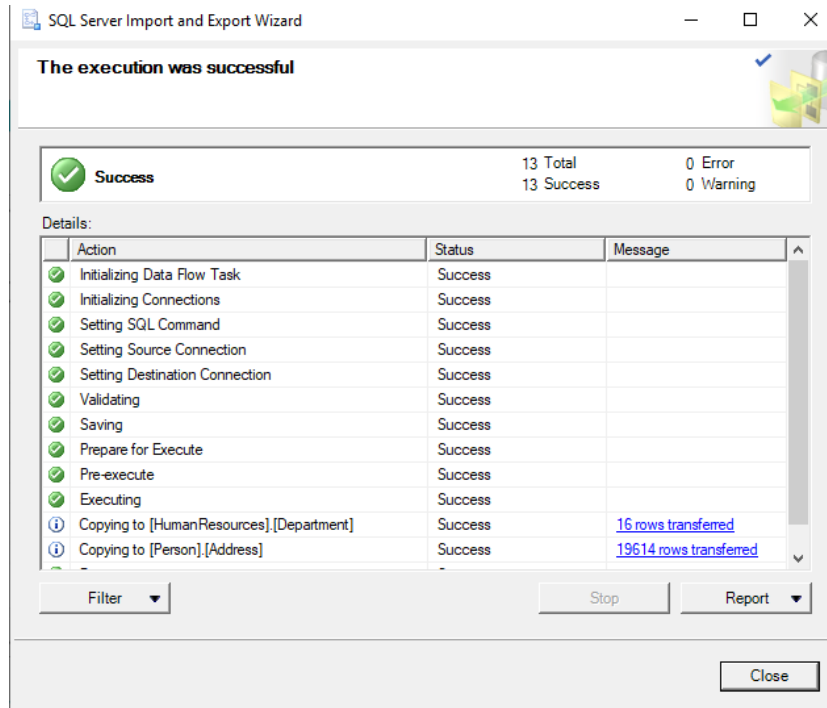 SQL Server Import and Export Wizard
The execution was successful
Success
13 Total 0 Error
13 Success 0 Warning
Details:
Action Status Message
Initializing Data Flow Task Success
Initializing Connections Success
Setting SQL Command Success
Setting Source Connection Success
Setting Destination Connection Success
Validating Success
Saving Success
Prepare for Execute Success
Pre-execute Success
Executing Success
Copying to [HumanResources].[Department] Success 16 rows transferred
Copying to [Person].[Address] Success 19614 rows transferred
Filter Stop Report
Close